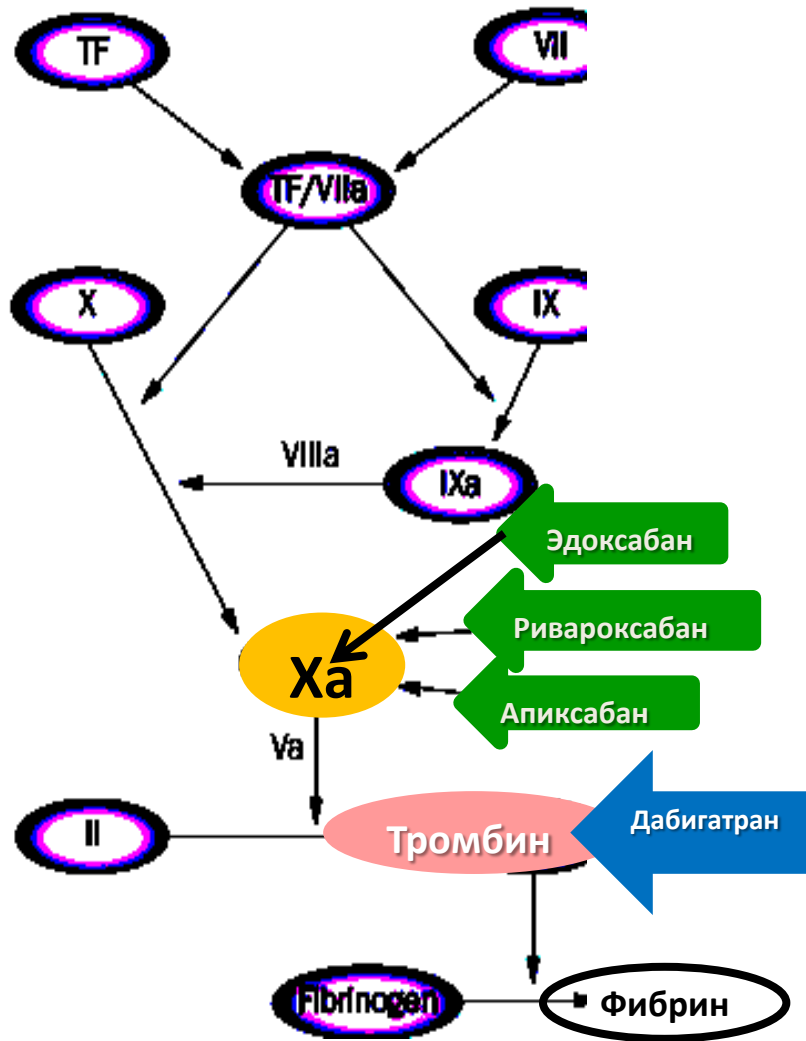 TF
VII
TF/VIIa
X
IX
VIIIa
IXa
Эдоксабан
Ривароксабан
Xa
Апиксабан
Va
Дабигатран
II
Тромбин
Fibrinogen
Фибрин